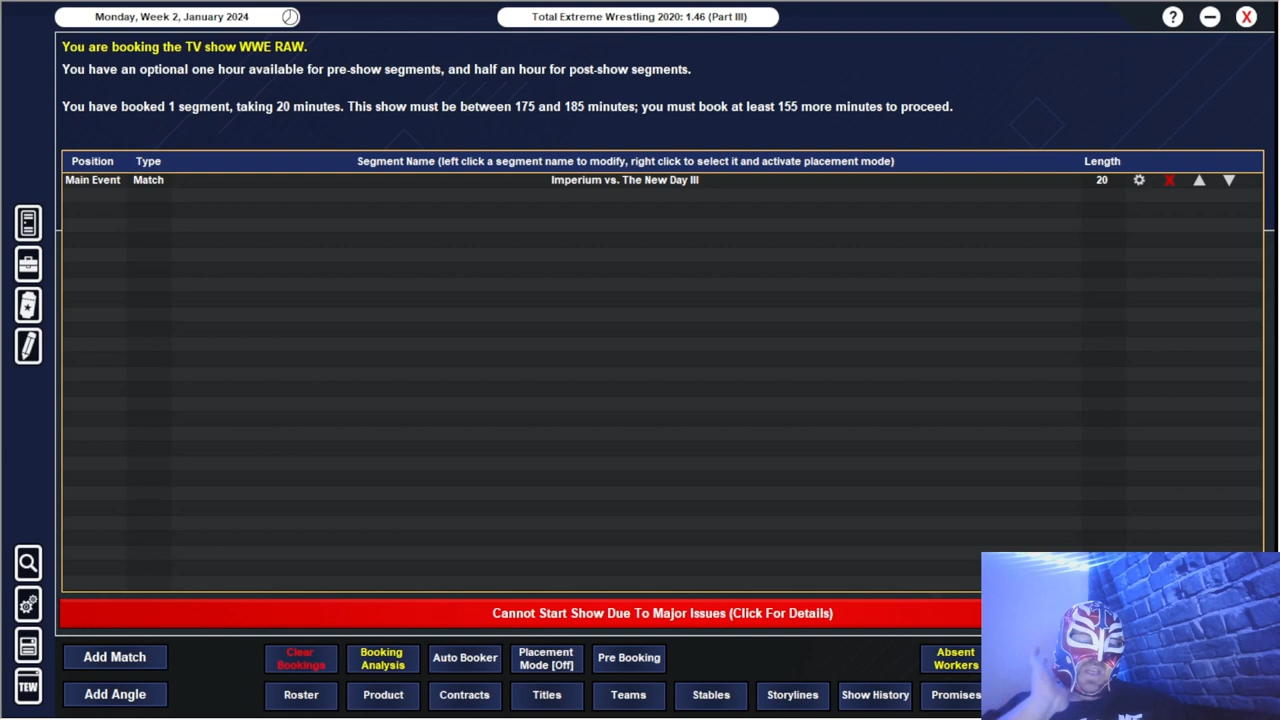 Monday, Week 2, January 2024
Total Extreme Wrestling 2020: 1.46 (Part III)
? X
You are booking the TV show WWE RAW.
You have an optional one hour available for pre-show segments, and half an hour for post-show segments.
You have booked 1 segment, taking 20 minutes. This show must be between 175 and 185 minutes; you must book at least 155 more minutes to proceed.
Position Type Segment Name (left click a segment name to modify, right click to select it and activate placement mode) Length
Main Event Match Imperium vs. The New Day III 20 X
Cannot Start Show Due To Major Issues (Click For Details)
Add Match
Clear Bookings
Booking Analysis
Auto Booker
Placement Mode [Off]
Pre Booking
Absent Workers
TEW
Add Angle
Roster
Product
Contracts
Titles
Teams
Stables
Storylines
Show History
Promises